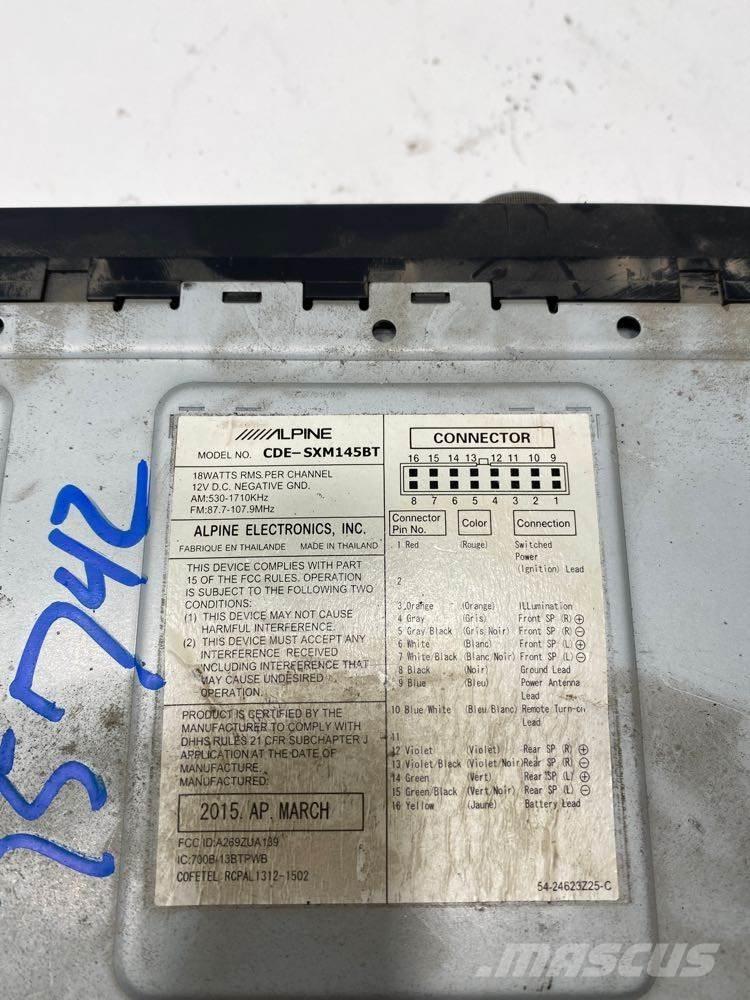 ALPINE
MODEL NO. CDE-SXM145BT
18WATTS RMS.PER CHANNEL
12V D.C. NEGATIVE GND.
AM:530-1710KHz
FM:87.7-107.9MHz
ALPINE ELECTRONICS, INC.
FABRIQUE EN THAILANDE MADE IN THAILAND
THIS DEVICE COMPLIES WITH PART
15 OF THE FCC RULES. OPERATION
IS SUBJECT TO THE FOLLOWING TWO
CONDITIONS:
(1) THIS DEVICE MAY NOT CAUSE
HARMFUL INTERFERENCE.
(2) THIS DEVICE MUST ACCEPT ANY
INTERFERENCE RECEIVED
INCLUDING INTERFERENCE THAT
MAY CAUSE UNDESIRED
OPERATION.
PRODUCT IS CERTIFIED BY THE
MANUFACTURER TO COMPLY WITH
DHHS RULES 21 CFR SUBCHAPTER J
APPLICATION AT THE DATE OF
MANUFACTURE.
MANUFACTURED:
2015. AP. MARCH
FCC ID:A269ZUA139
IC:700B-13BTPWB
COFETEL RCPAL1312-1502
CONNECTOR
16 15 14 13 12 11 10 9
8 7 6 5 4 3 2 1
Connector Pin No. Color Connection
1 Red (Rouge) Switched
Power
(Ignition) Lead
2
3 Orange (Orange) ILLumination
4 Gray (Gris) Front SP (R) ⊕
5 Gray/Black (Gris/Noir) Front SP (R) ⊖
6 White (Blanc) Front SP (L) ⊕
7 White/Black (Blanc/Noir) Front SP (L) ⊖
8 Black (Noir) Ground Lead
9 Blue (Bleu) Power Antenna
Lead
10 Blue/White (Bleu/Blanc) Remote Turn-on
Lead
11
12 Violet (Violet) Rear SP (R) ⊕
13 Violet/Black (Violet/Noir) Rear SP (R) ⊖
14 Green (Vert) Rear SP (L) ⊕
15 Green/Black (Vert/Noir) Rear SP (L) ⊖
16 Yellow (Jaune) Battery Lead
54-24623Z25-C
25742
MASCUS